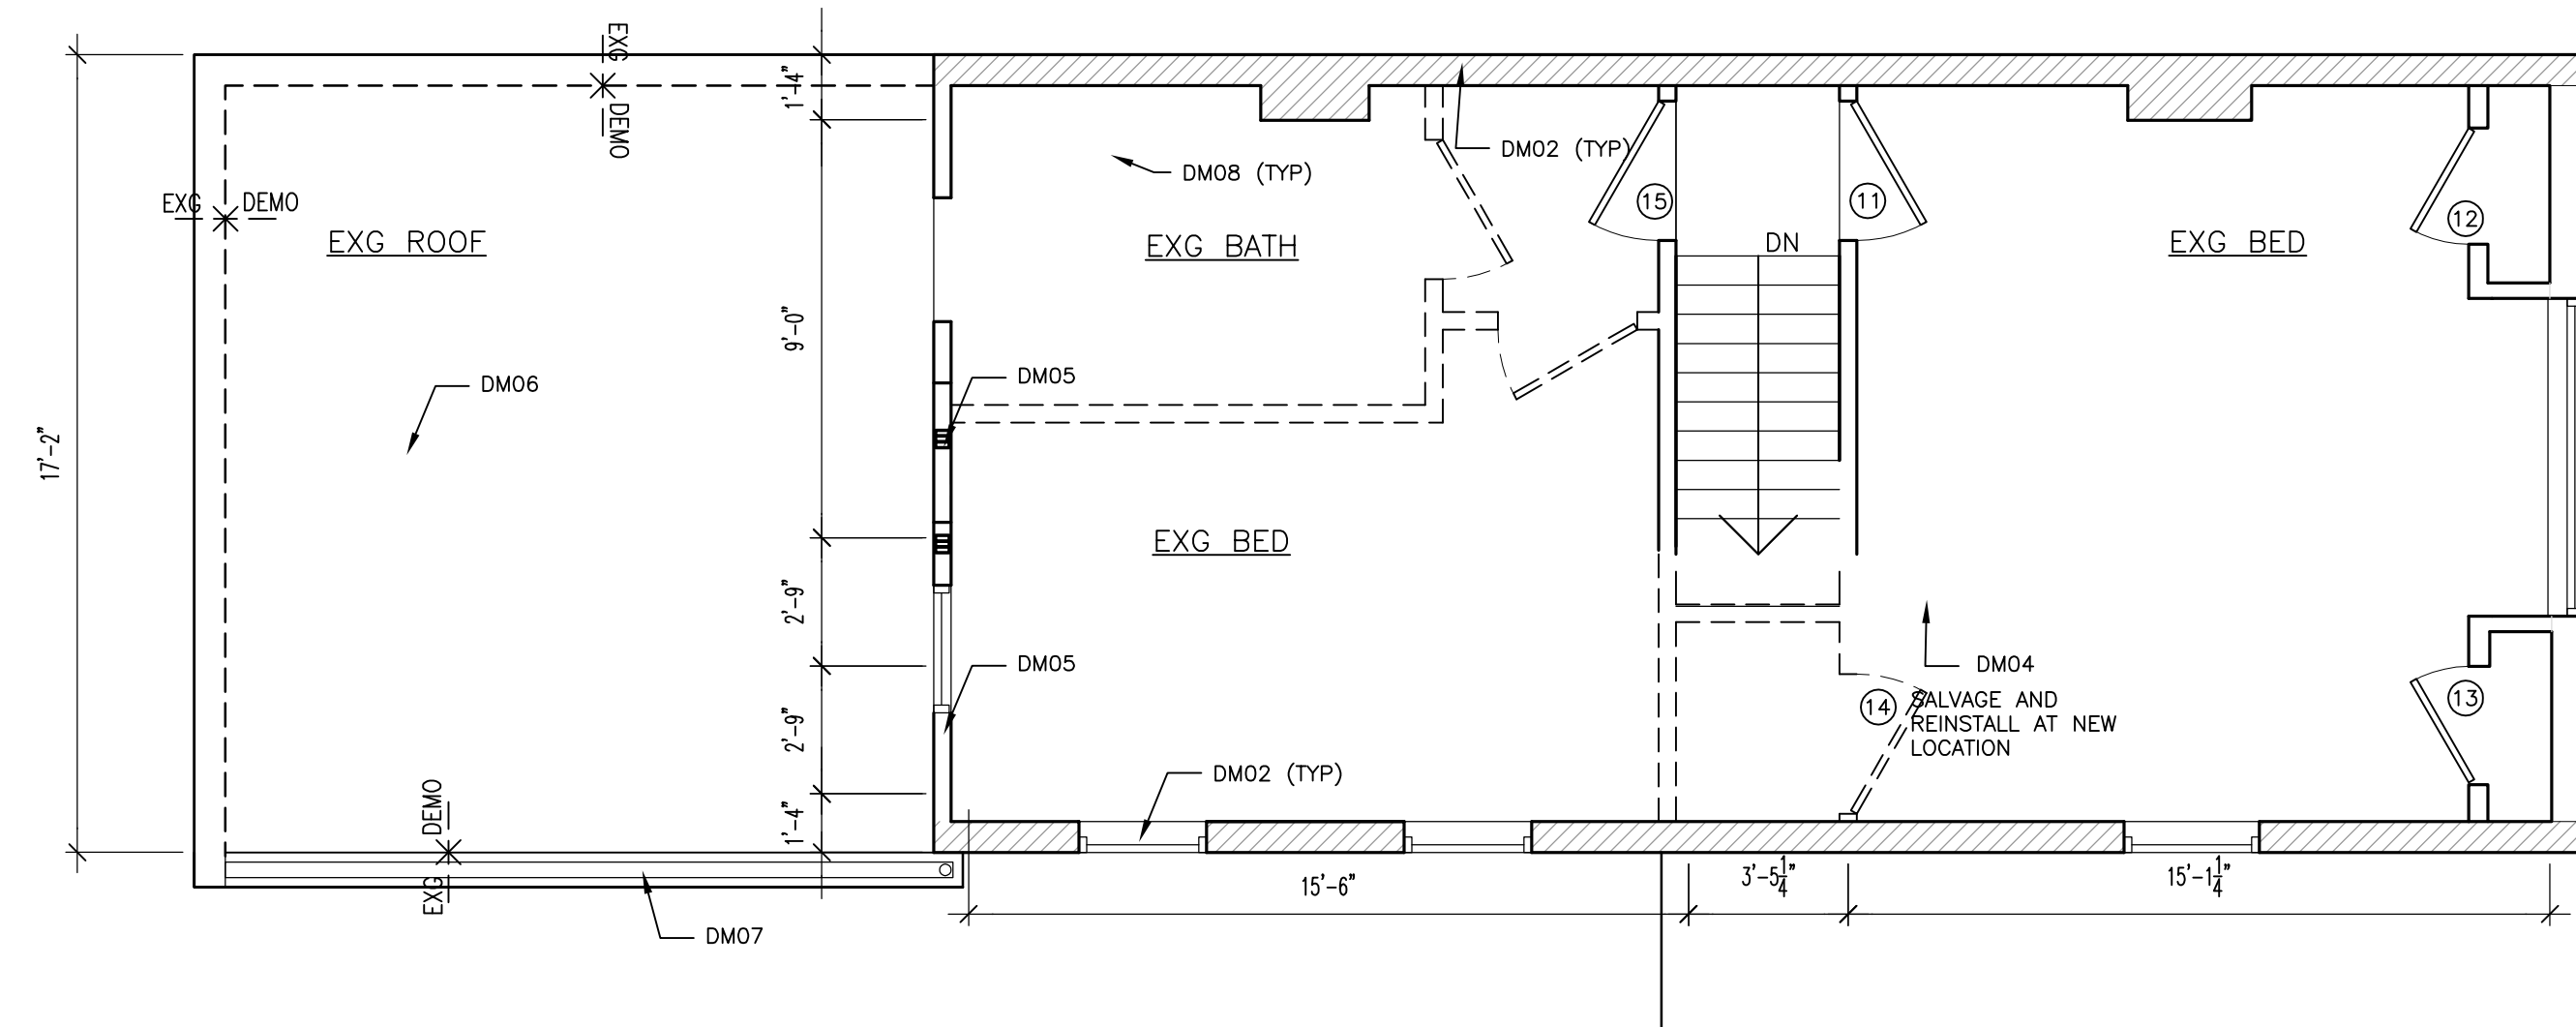 EXG
DEMO
EXG DEMO
EXG ROOF
DM06
17'-2"
1'-4"
9'-0"
2'-9"
2'-9"
1'-4"
DEMO
EXG
DM07
DM08 (TYP)
DM02 (TYP)
EXG BATH
15
11
DN
EXG BED
12
DM05
EXG BED
DM05
DM04
14
SALVAGE AND
REINSTALL AT NEW
LOCATION
13
DM02 (TYP)
15'-6"
3'-5 1/4"
15'-1 1/4"